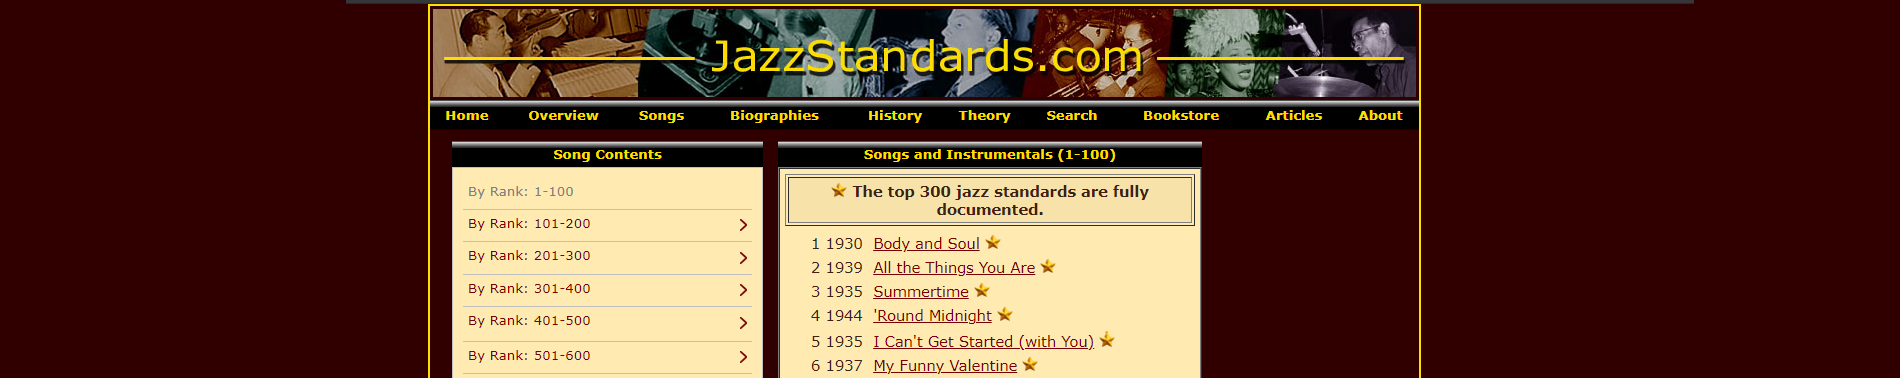 JazzStandards.com
Home Overview Songs Biographies History Theory Search Bookstore Articles About
Song Contents
By Rank: 1-100
By Rank: 101-200
By Rank: 201-300
By Rank: 301-400
By Rank: 401-500
By Rank: 501-600
Songs and Instrumentals (1-100)
The top 300 jazz standards are fully
documented.
1 1930 Body and Soul
2 1939 All the Things You Are
3 1935 Summertime
4 1944 'Round Midnight
5 1935 I Can't Get Started (with You)
6 1937 My Funny Valentine